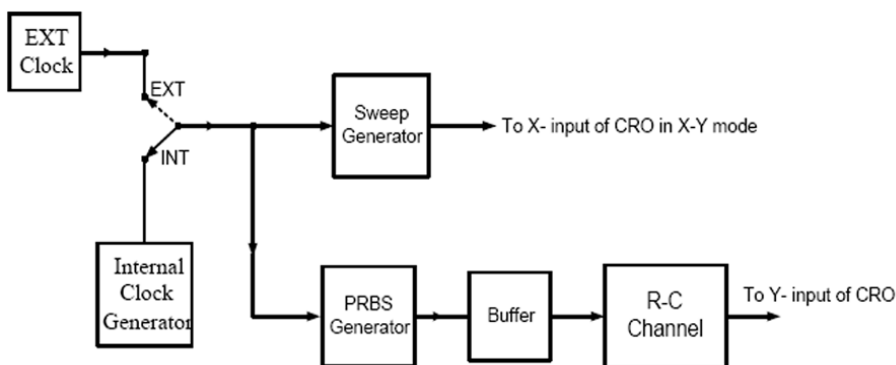 EXT
Clock
EXT
INT
Internal
Clock
Generator
Sweep
Generator
To X- input of CRO in X-Y mode
PRBS
Generator
Buffer
R-C
Channel
To Y- input of CRO